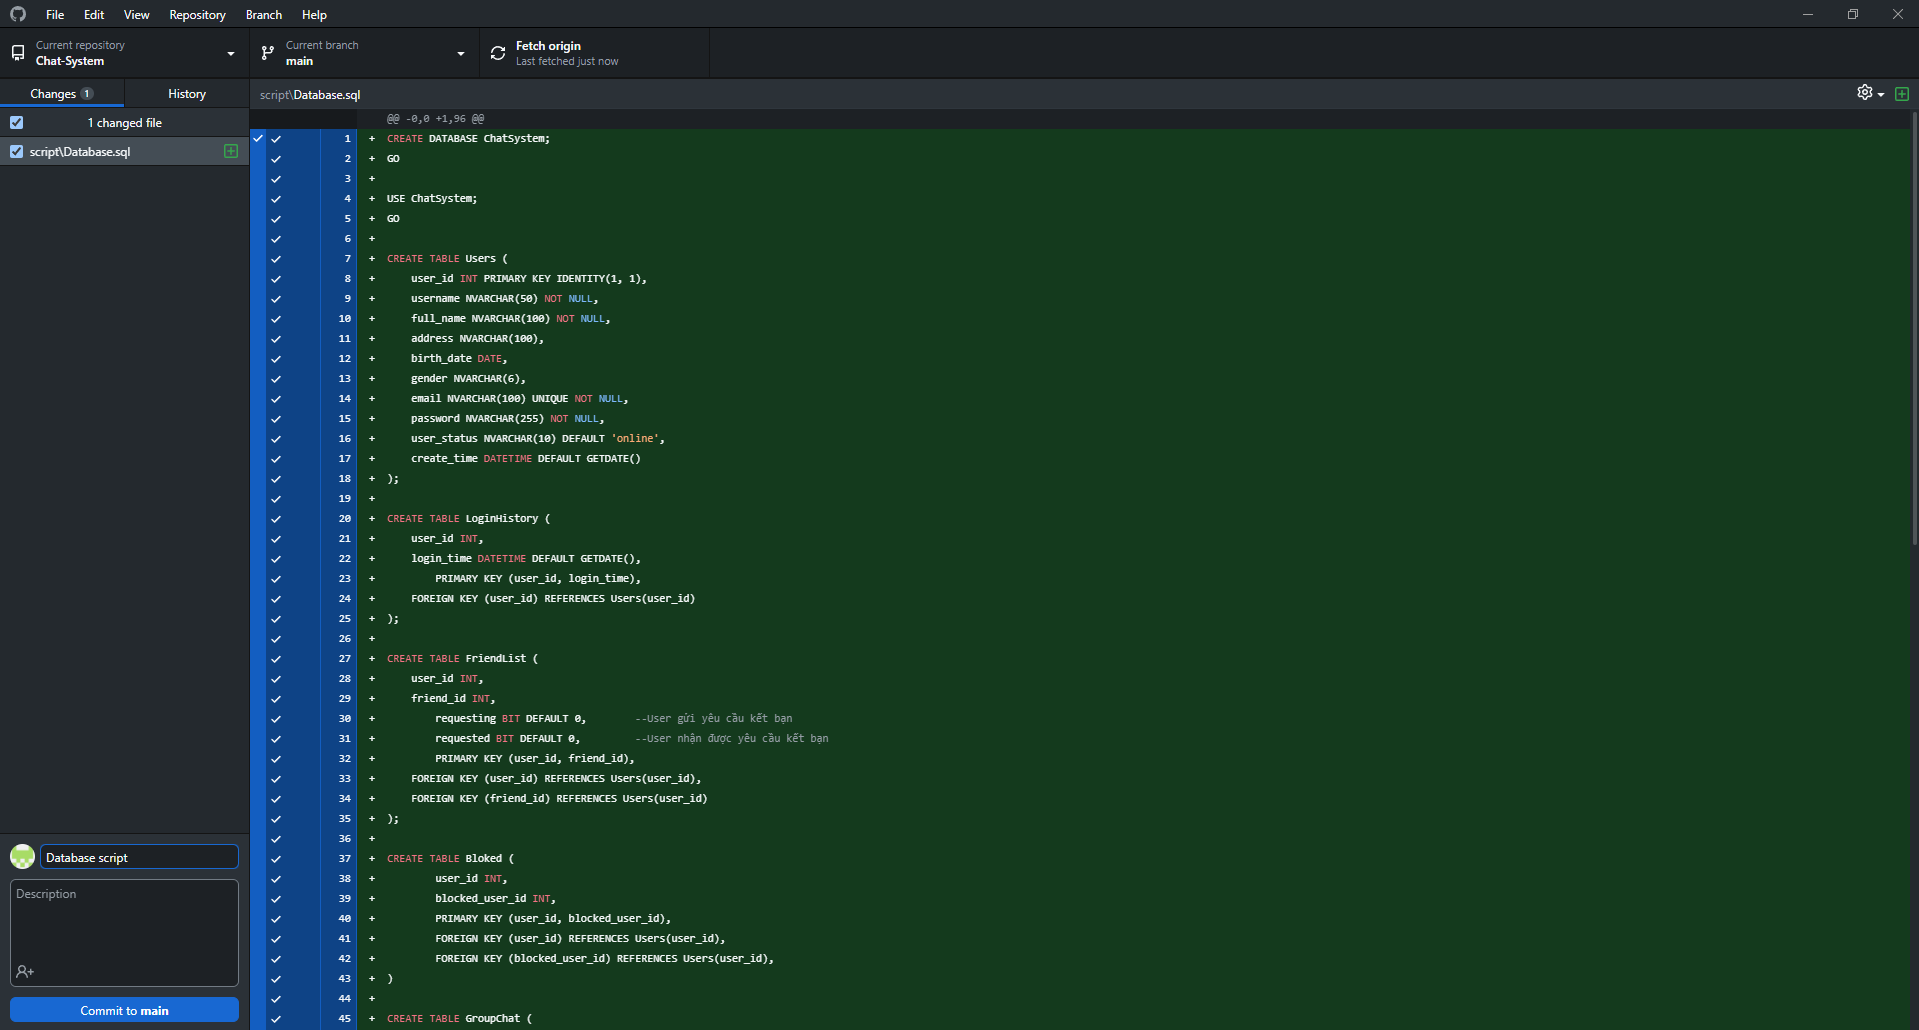 File Edit View Repository Branch Help
Current repository
Chat-System
Current branch
main
Fetch origin
Last fetched just now
Changes 1
History
1 changed file
script\Database.sql
Database script
Description
Commit to main
script\Database.sql
@@ -0,0 +1,96 @@
1 + CREATE DATABASE ChatSystem;
2 + GO
3 +
4 + USE ChatSystem;
5 + GO
6 +
7 + CREATE TABLE Users (
8 + user_id INT PRIMARY KEY IDENTITY(1, 1),
9 + username NVARCHAR(50) NOT NULL,
10 + full_name NVARCHAR(100) NOT NULL,
11 + address NVARCHAR(100),
12 + birth_date DATE,
13 + gender NVARCHAR(6),
14 + email NVARCHAR(100) UNIQUE NOT NULL,
15 + password NVARCHAR(255) NOT NULL,
16 + user_status NVARCHAR(10) DEFAULT 'online',
17 + create_time DATETIME DEFAULT GETDATE()
18 + );
19 +
20 + CREATE TABLE LoginHistory (
21 + user_id INT,
22 + login_time DATETIME DEFAULT GETDATE(),
23 + PRIMARY KEY (user_id, login_time),
24 + FOREIGN KEY (user_id) REFERENCES Users(user_id)
25 + );
26 +
27 + CREATE TABLE FriendList (
28 + user_id INT,
29 + friend_id INT,
30 + requesting BIT DEFAULT 0, --User gửi yêu cầu kết bạn
31 + requested BIT DEFAULT 0, --User nhận được yêu cầu kết bạn
32 + PRIMARY KEY (user_id, friend_id),
33 + FOREIGN KEY (user_id) REFERENCES Users(user_id),
34 + FOREIGN KEY (friend_id) REFERENCES Users(user_id)
35 + );
36 +
37 + CREATE TABLE Bloked (
38 + user_id INT,
39 + blocked_user_id INT,
40 + PRIMARY KEY (user_id, blocked_user_id),
41 + FOREIGN KEY (user_id) REFERENCES Users(user_id),
42 + FOREIGN KEY (blocked_user_id) REFERENCES Users(user_id),
43 + )
44 +
45 + CREATE TABLE GroupChat (